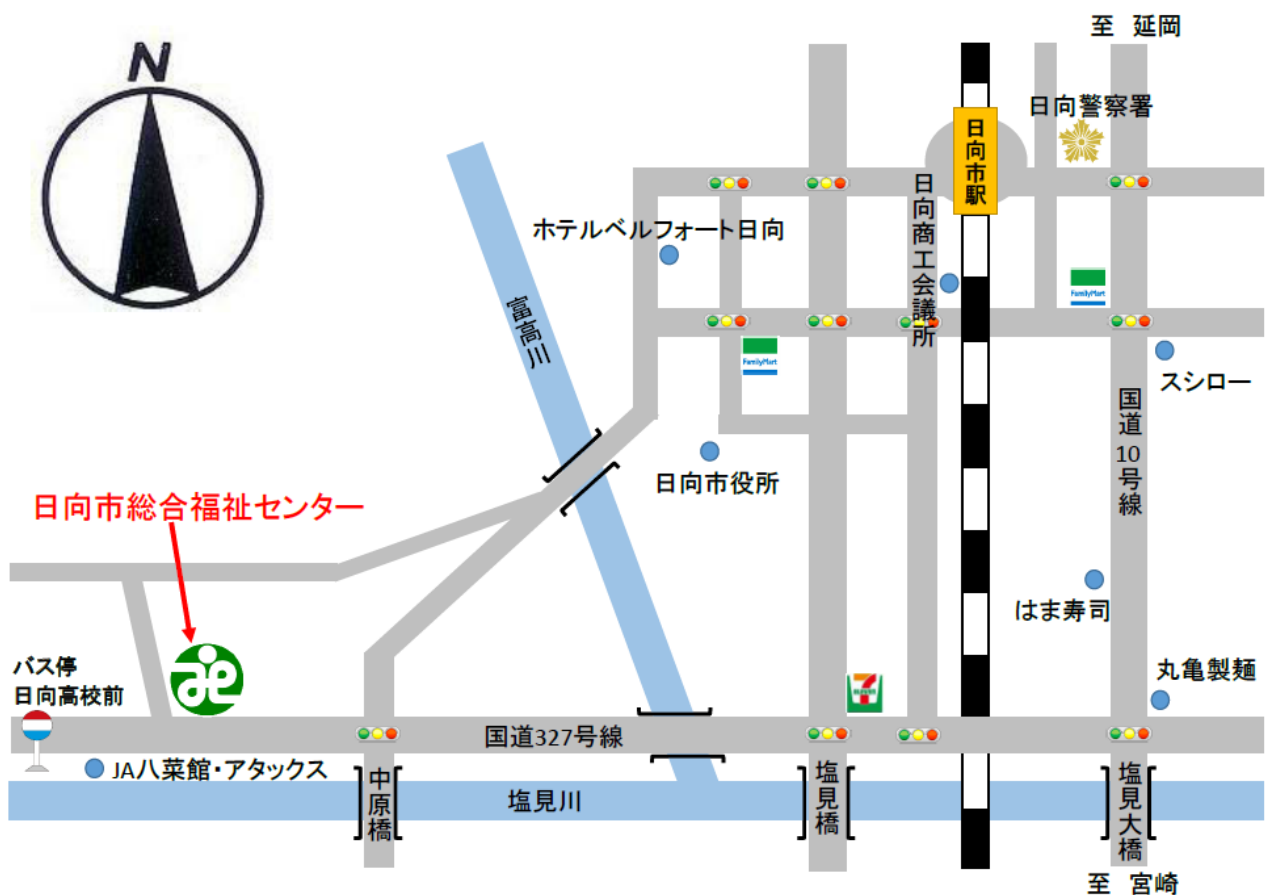 N
至 延岡
日向警察署
日向市駅
ホテルベルフォート日向
日向商工会議所
FamilyMart
富高川
FamilyMart
スシロー
国道10号線
日向市役所
日向市総合福祉センター
はま寿司
バス停
日向高校前
丸亀製麺
7
ELEVEN
国道327号線
JA八菜館・アタックス
中原橋
塩見川
塩見橋
塩見大橋
至 宮崎